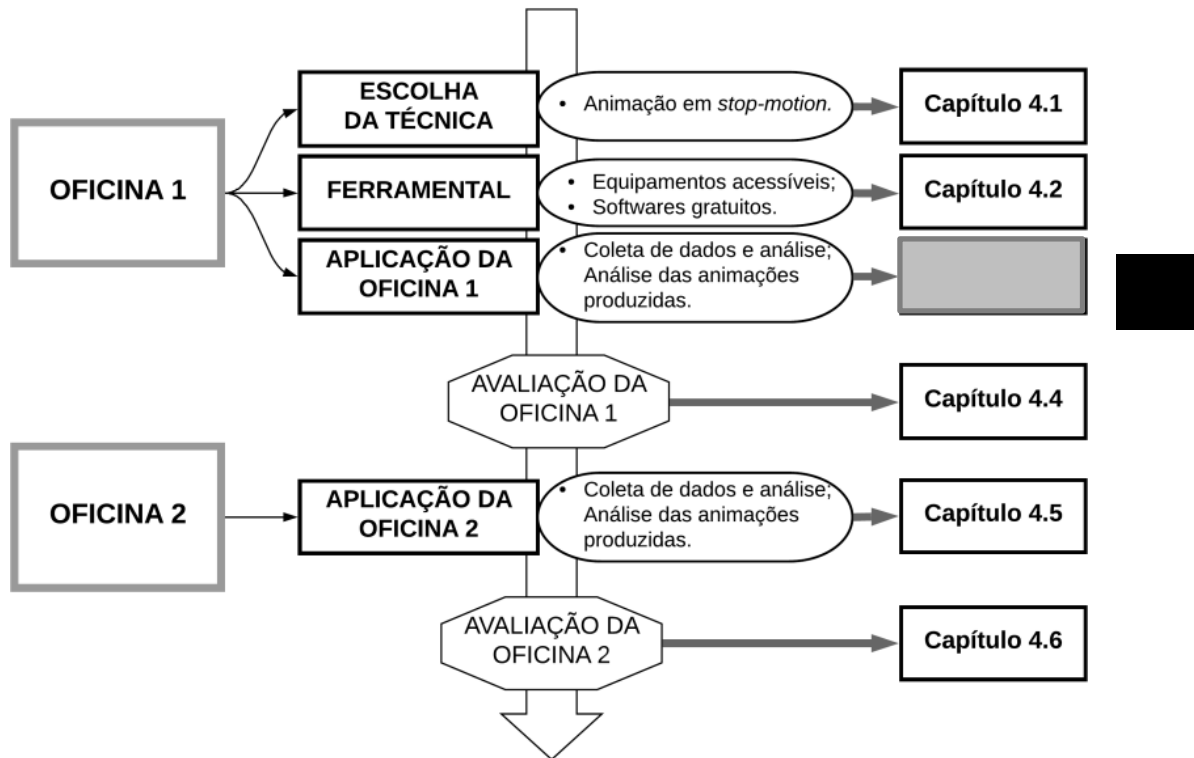 OFICINA 1
ESCOLHA
DA TÉCNICA
• Animação em stop-motion.
Capítulo 4.1
FERRAMENTAL
• Equipamentos acessíveis;
• Softwares gratuitos.
Capítulo 4.2
APLICAÇÃO DA
OFICINA 1
• Coleta de dados e análise;
Análise das animações
produzidas.
AVALIAÇÃO DA
OFICINA 1
Capítulo 4.4
OFICINA 2
APLICAÇÃO DA
OFICINA 2
• Coleta de dados e análise;
Análise das animações
produzidas.
Capítulo 4.5
AVALIAÇÃO DA
OFICINA 2
Capítulo 4.6